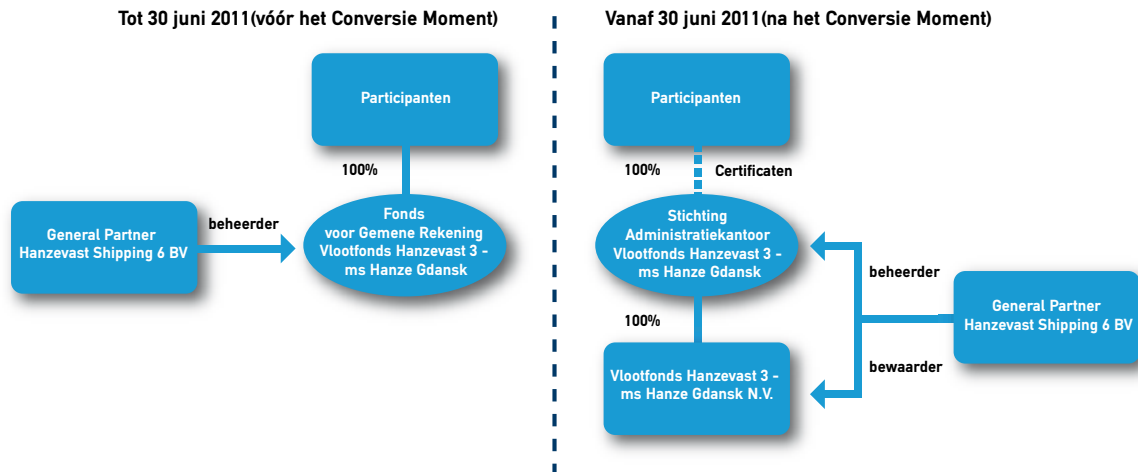 Tot 30 juni 2011(vóór het Conversie Moment)
Participanten
100%
beheerder
General Partner
Hanzevast Shipping 6 BV
Fonds
voor Gemene Rekening
Vlootfonds Hanzevast 3 -
ms Hanze Gdansk
Vanaf 30 juni 2011(na het Conversie Moment)
Participanten
100%
Certificaten
Stichting
Administratiekantoor
Vlootfonds Hanzevast 3 -
ms Hanze Gdansk
beheerder
General Partner
Hanzevast Shipping 6 BV
100%
bewaarder
Vlootfonds Hanzevast 3 -
ms Hanze Gdansk N.V.